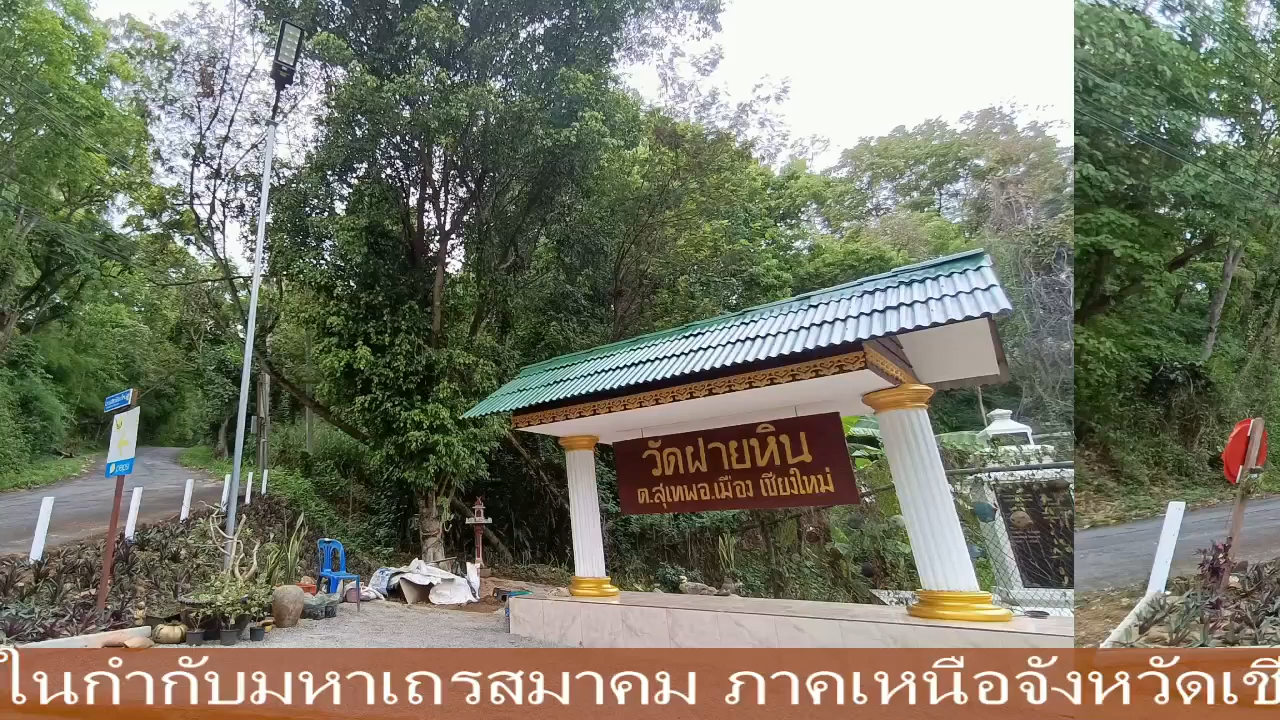 วัดฝายหิน
ต.สุเทพอ.เมือง เชียงใหม่
pepsi
ในกำกับมหาเถรสมาคม ภาคเหนือจังหวัดเชี